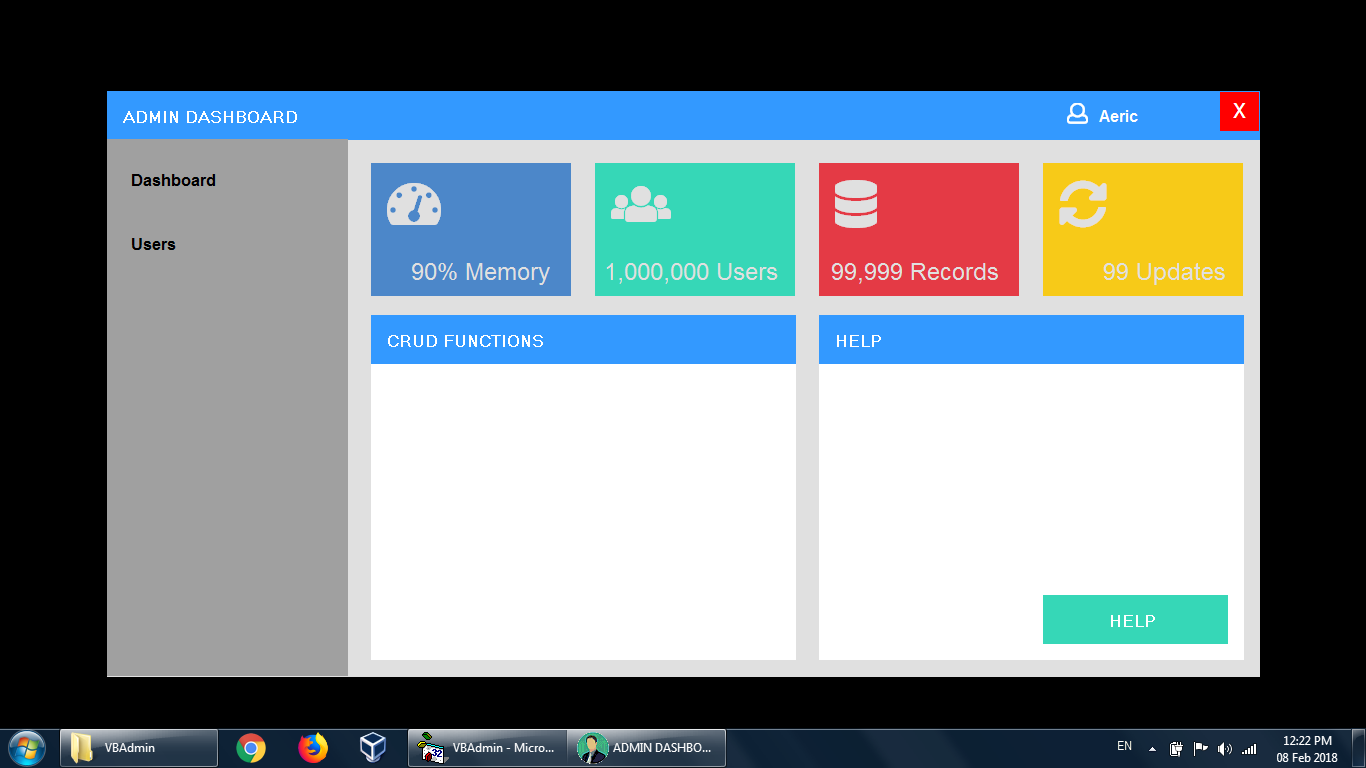 ADMIN DASHBOARD
Aeric
X
Dashboard
Users
90% Memory
1,000,000 Users
99,999 Records
99 Updates
CRUD FUNCTIONS
HELP
HELP
VBAdmin
VBAdmin - Micro...
ADMIN DASHBO...
EN
12:22 PM
08 Feb 2018